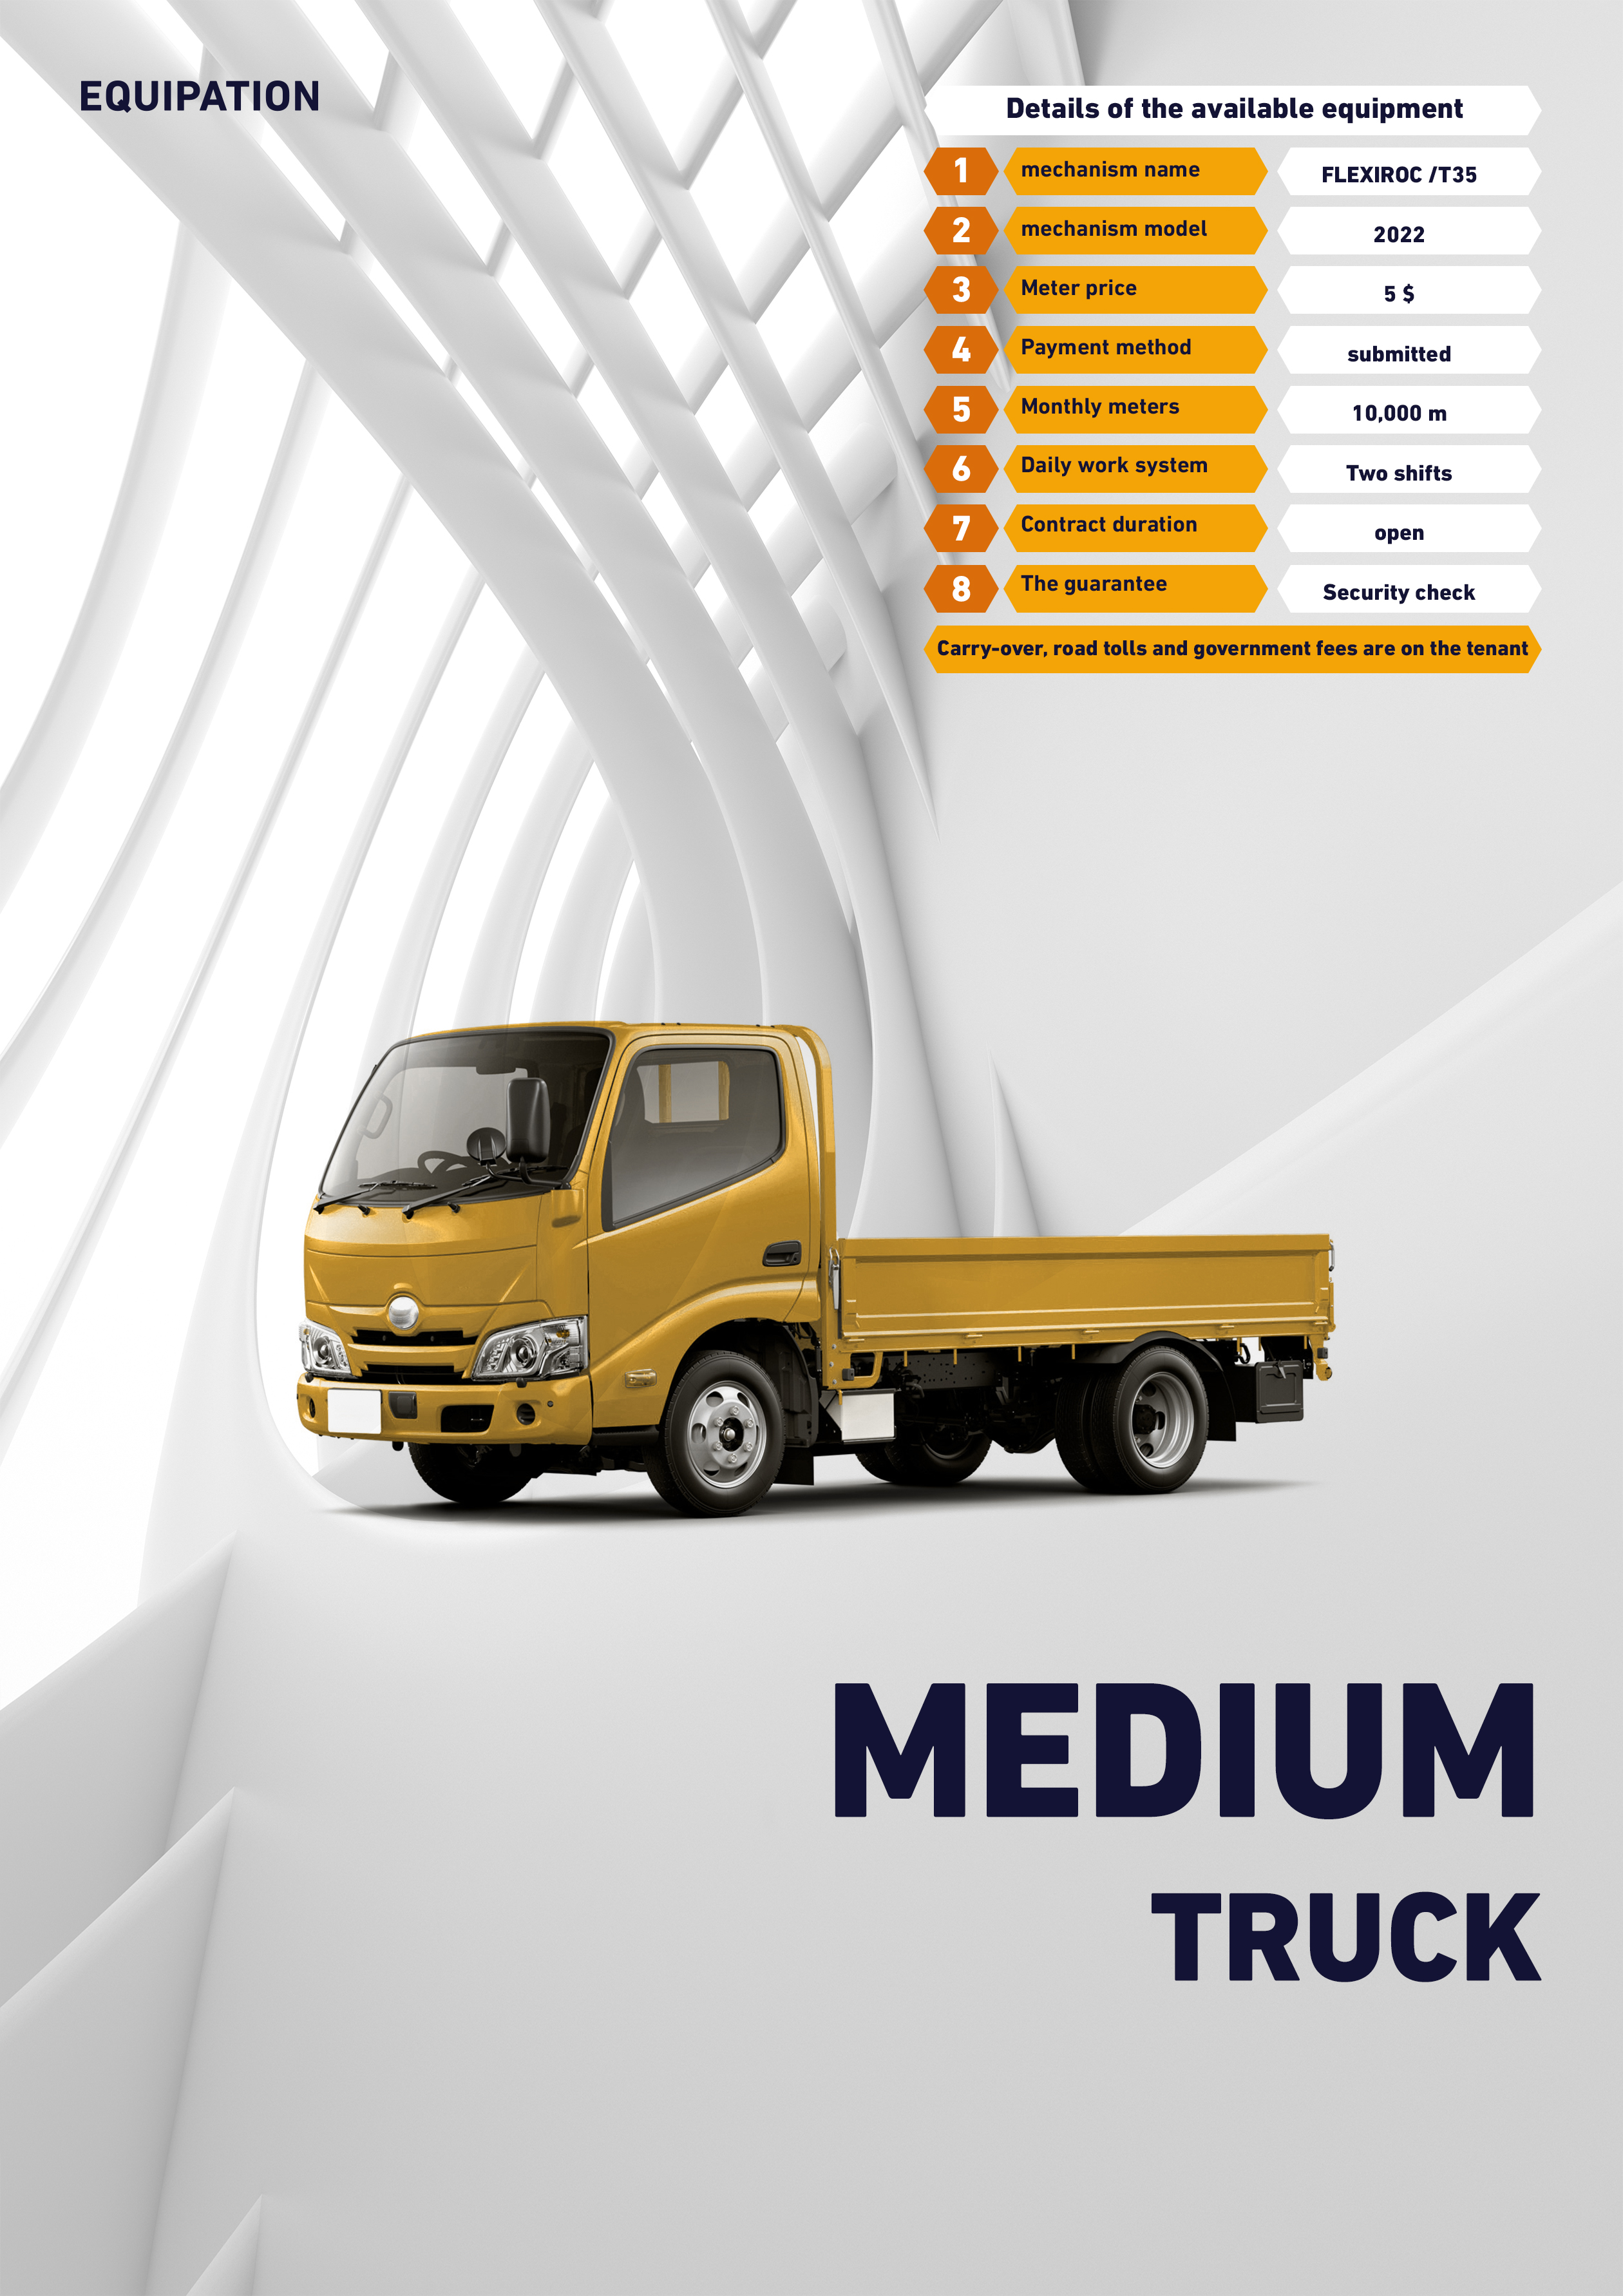 EQUIPATION
Details of the available equipment
1 mechanism name FLEXIROC /T35
2 mechanism model 2022
3 Meter price 5 $
4 Payment method submitted
5 Monthly meters 10,000 m
6 Daily work system Two shifts
7 Contract duration open
8 The guarantee Security check
Carry-over, road tolls and government fees are on the tenant
MEDIUM
TRUCK